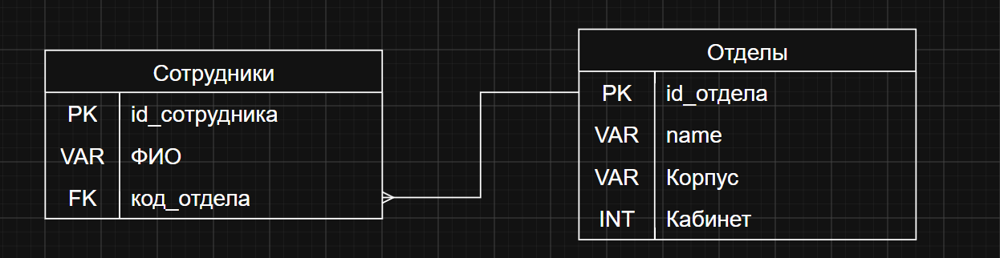 Сотрудники
PK id_сотрудника
VAR ФИО
FK код_отдела
Отделы
PK id_отдела
VAR name
VAR Корпус
INT Кабинет